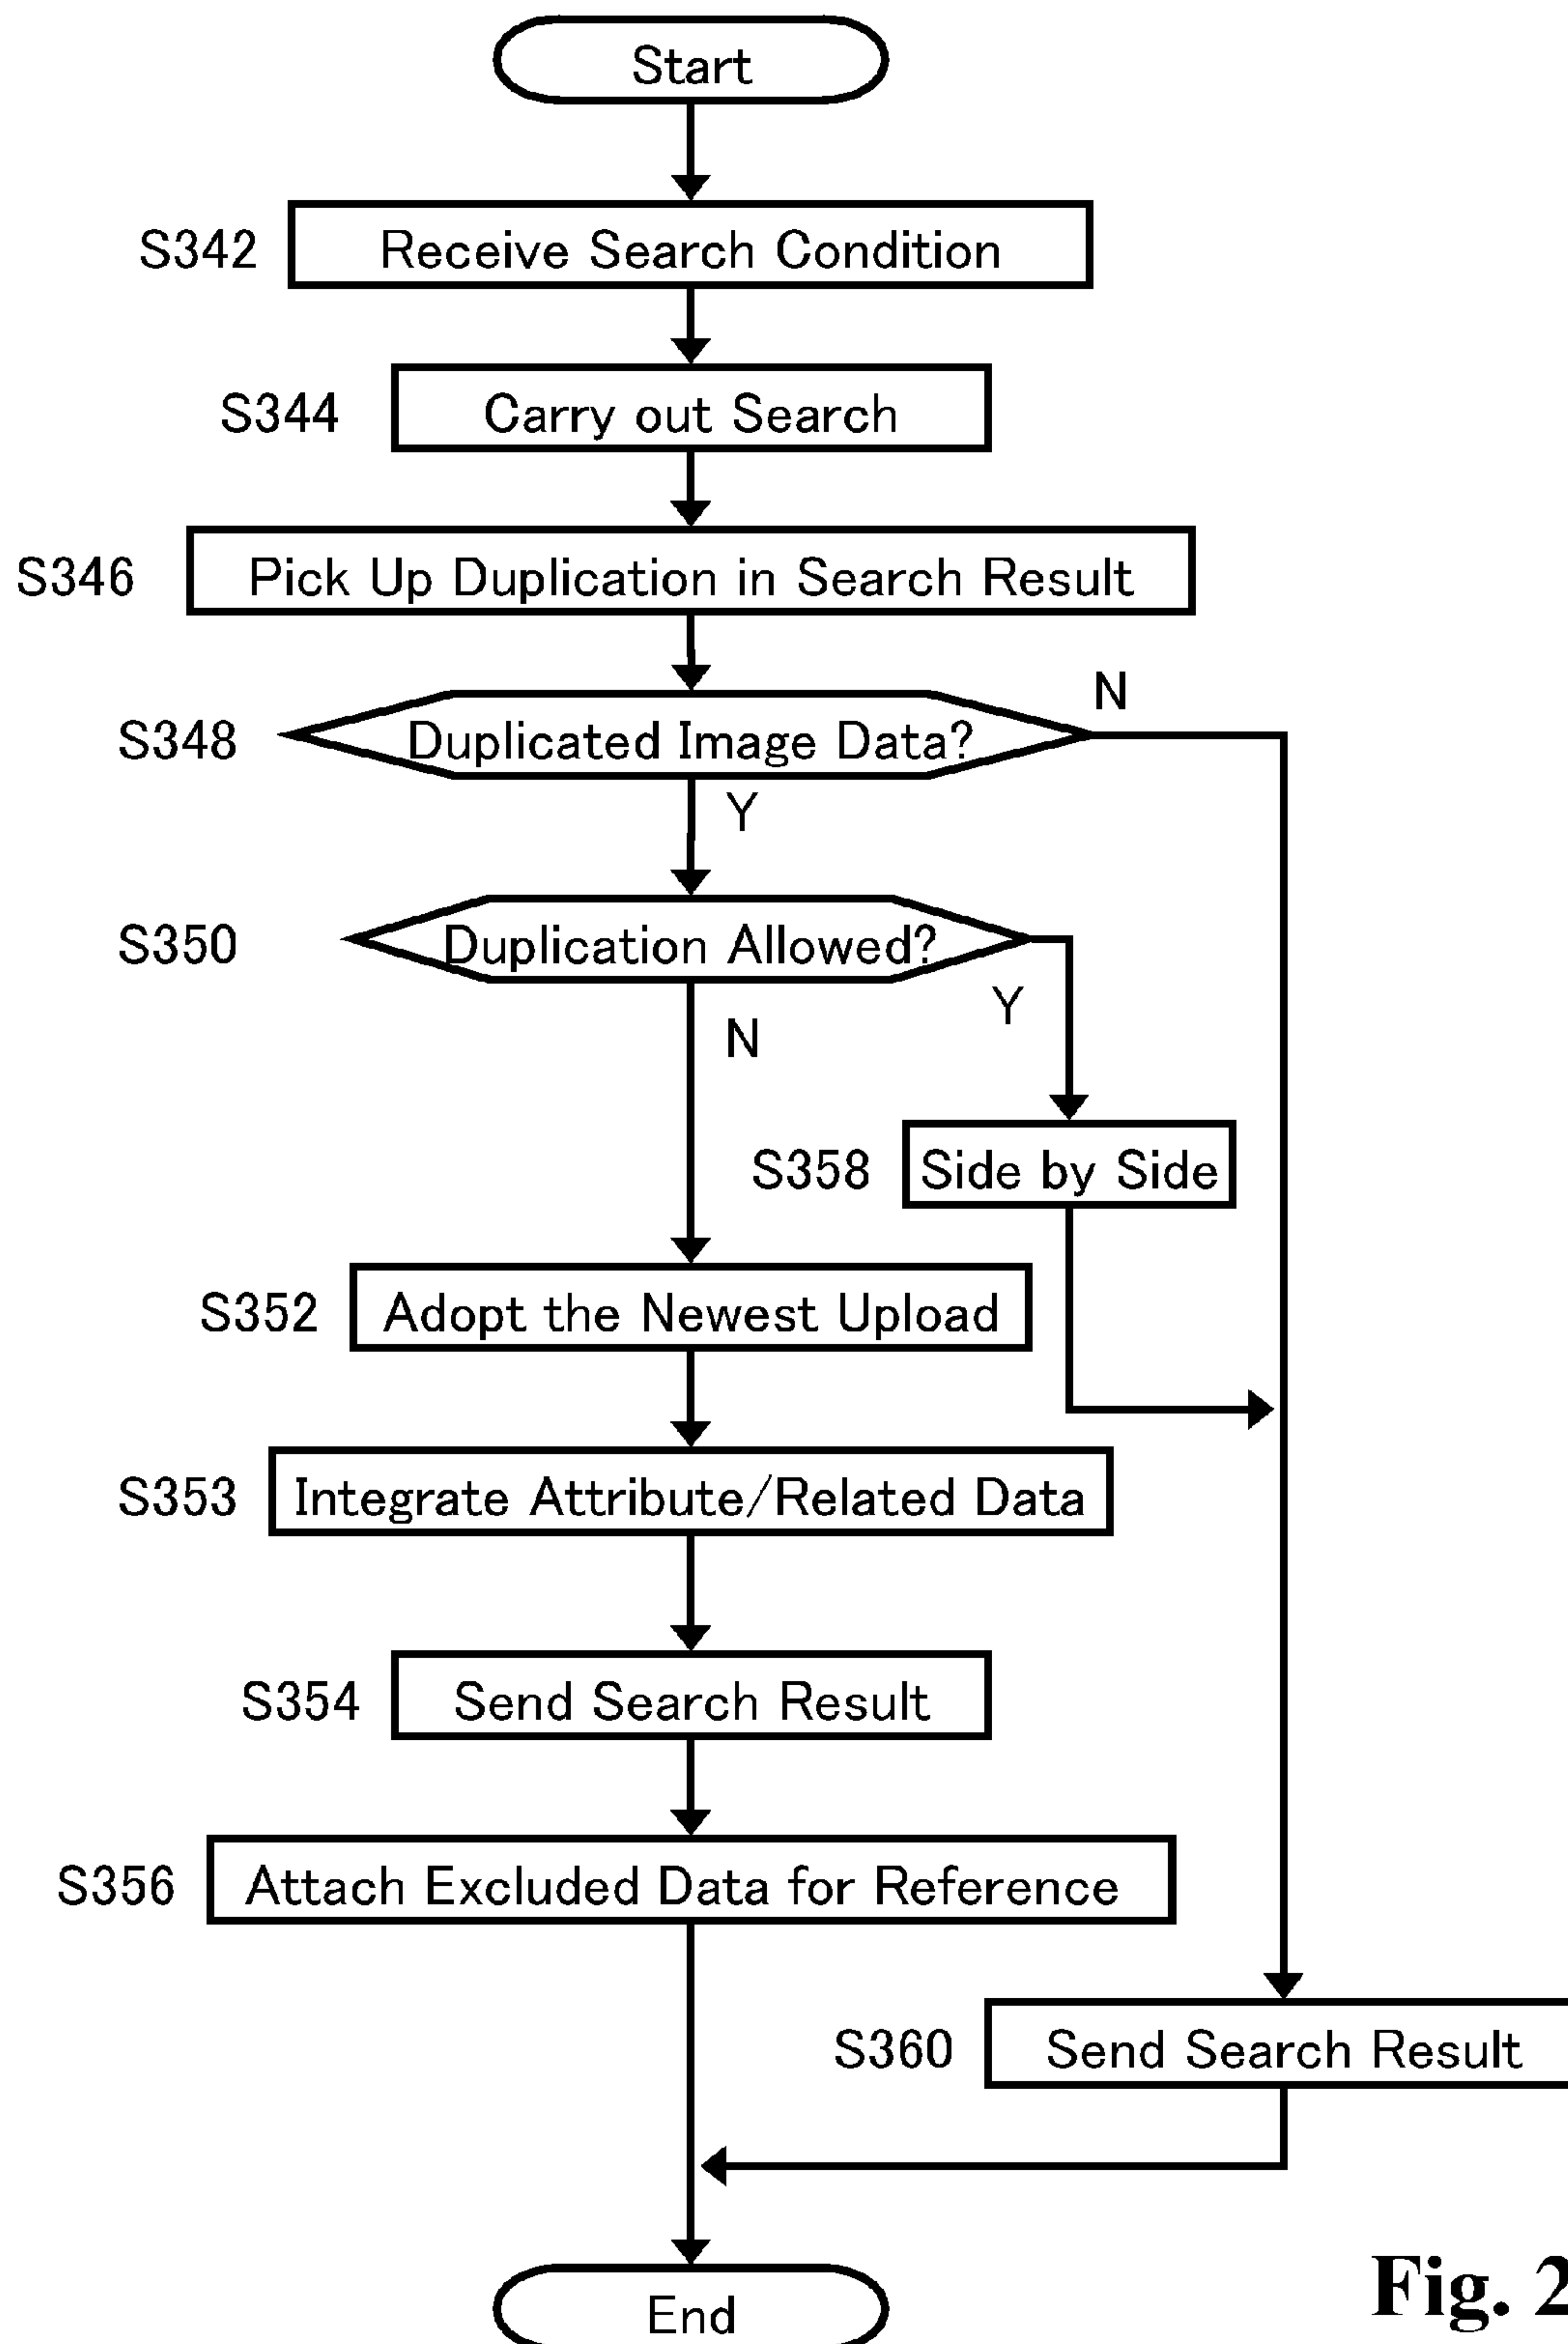 Start
S342 Receive Search Condition
S344 Carry out Search
S346 Pick Up Duplication in Search Result
S348 Duplicated Image Data?
N
Y
S350 Duplication Allowed?
Y
N
S358 Side by Side
S352 Adopt the Newest Upload
S353 Integrate Attribute/Related Data
S354 Send Search Result
S356 Attach Excluded Data for Reference
S360 Send Search Result
End
Fig. 2